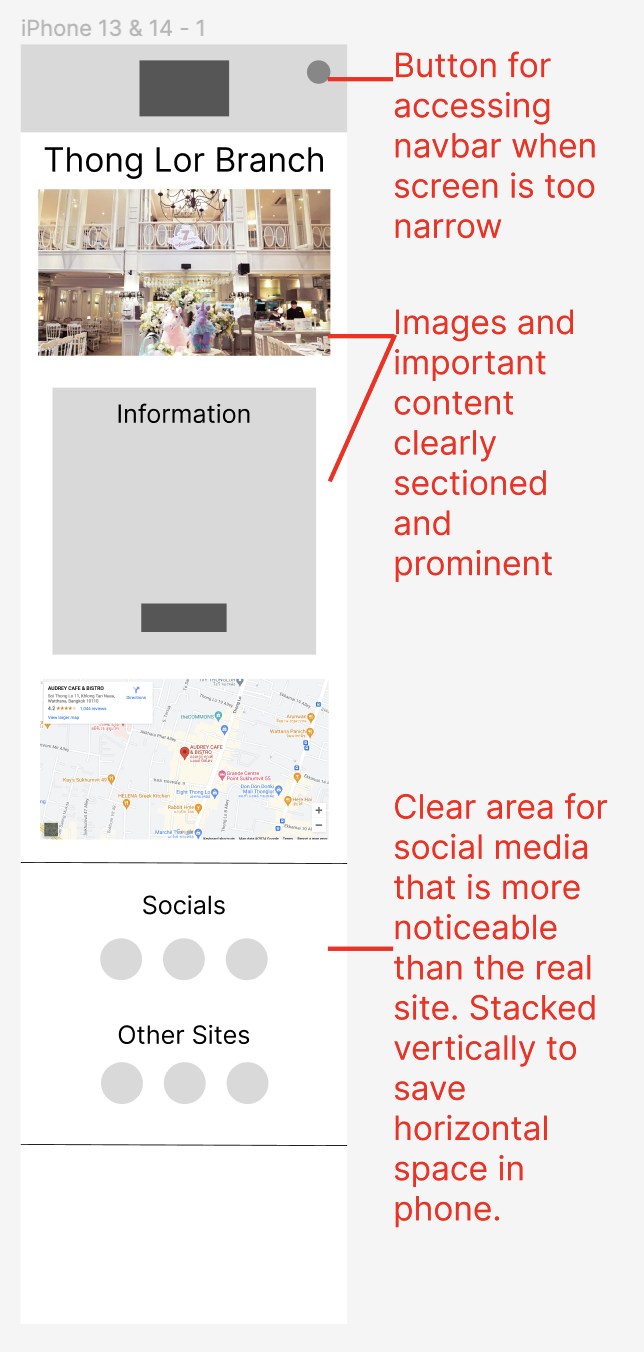 iPhone 13 & 14 - 1
Button for
accessing
navbar when
screen is too
narrow
Thong Lor Branch
Images and
important
content
clearly
sectioned
and
prominent
Information
AUDREY CAFE & BISTRO
Directions
4.2
1,044 reviews
View larger map
theCOMMONS
AUDREY CAFE
& BISTRO
Grande Centre
Point Sukhumvit 55
HELENA Greek Kitchen
Eight Thong Lo
Don Don Donki
Mall Thonglor
Clear area for
social media
that is more
noticeable
than the real
site. Stacked
vertically to
save
horizontal
space in
phone.
Socials
Other Sites